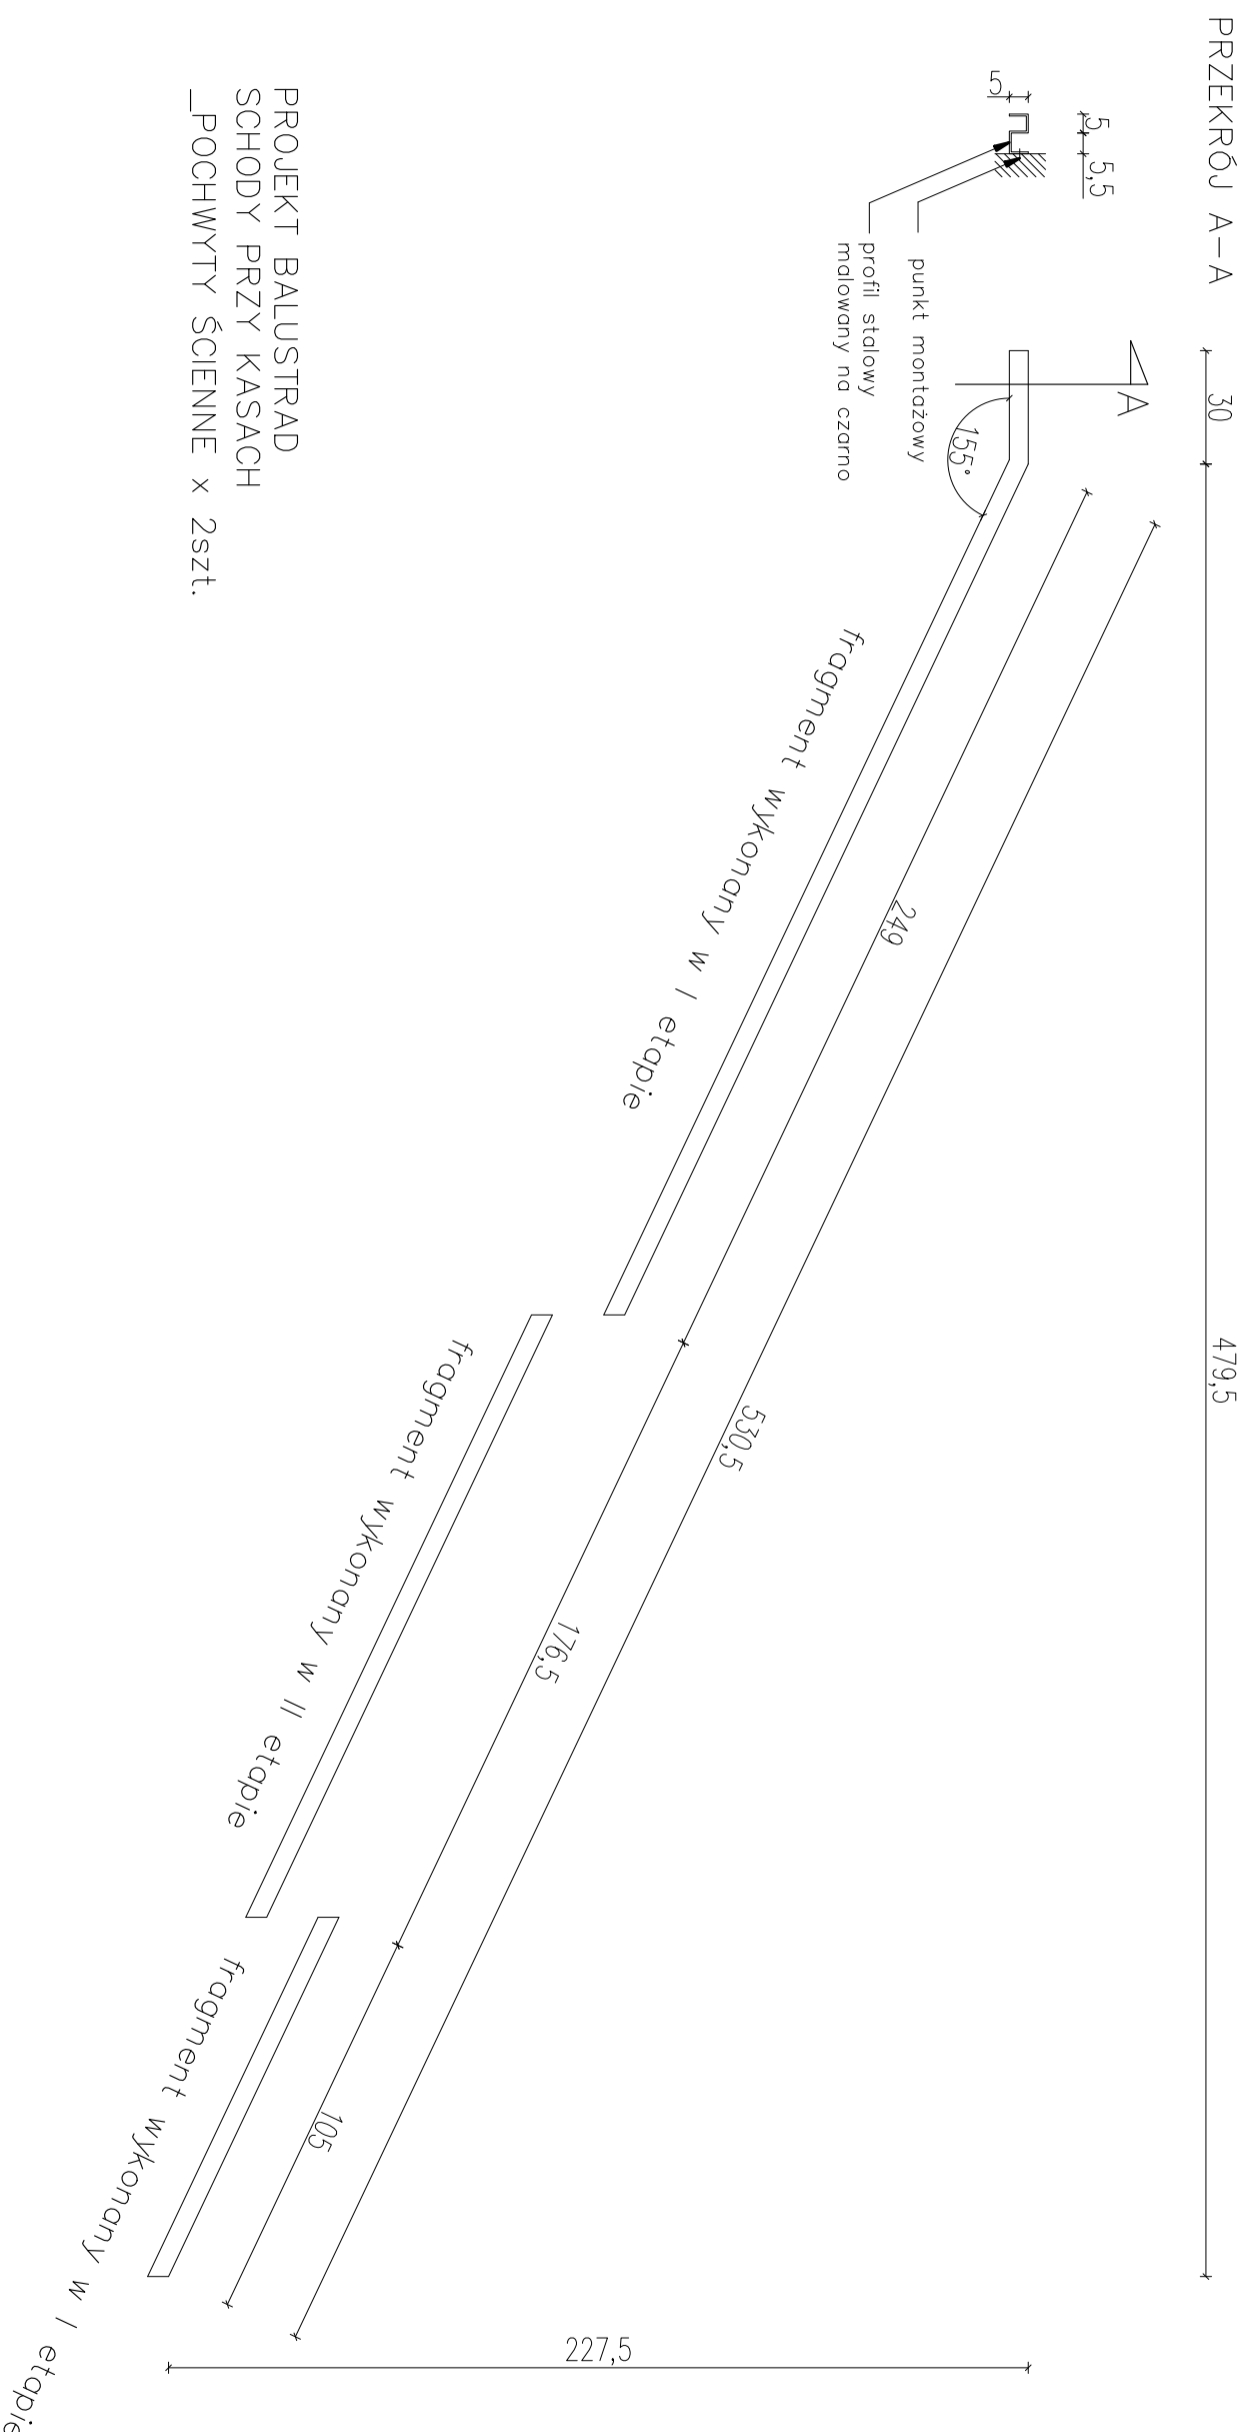 PRZEKRÓJ A-A
30
479,5
A
5
5,5
5
punkt montażowy
profil stalowy
malowany na czarno
155°
249
530,5
176,5
105
227,5
fragment wykonany w I etapie
fragment wykonany w II etapie
fragment wykonany w I etapie
PROJEKT BALUSTRAD
SCHODY PRZY KASACH
_POCHWYTY ŚCIENNE x 2szt.